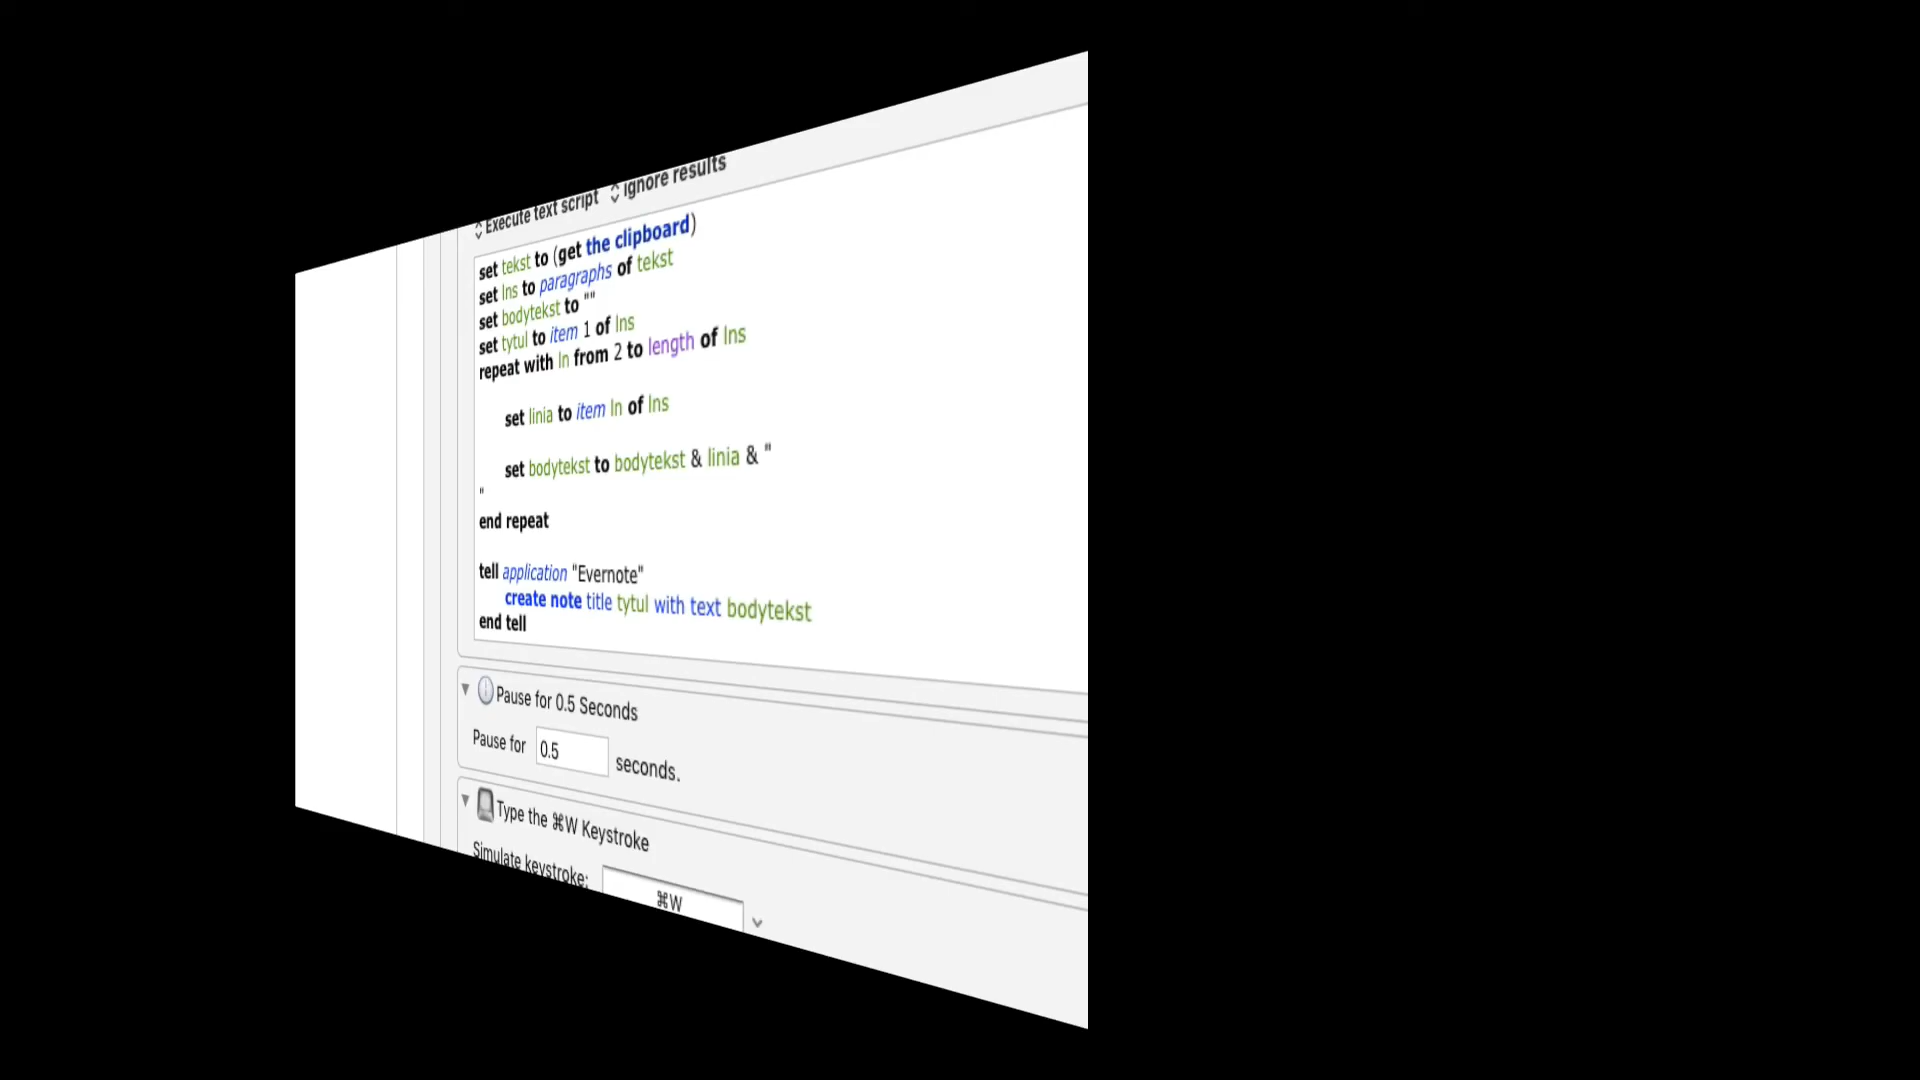 Execute text script ignore results
set tekst to (get the clipboard)
set lns to paragraphs of tekst
set bodytekst to ""
set tytul to item 1 of lns
repeat with ln from 2 to length of lns
set linia to item ln of lns
set bodytekst to bodytekst & linia & "
"
end repeat
tell application "Evernote"
create note title tytul with text bodytekst
end tell
Pause for 0.5 Seconds
Pause for 0.5 seconds.
Type the ⌘W Keystroke
Simulate keystroke: ⌘W